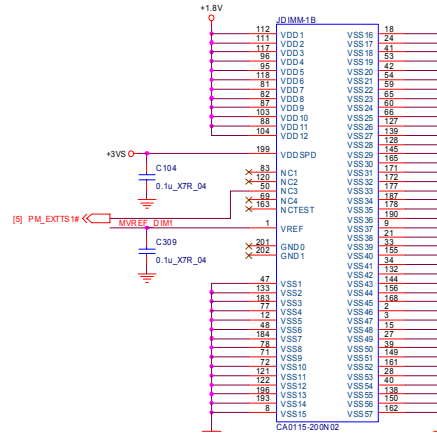 +1.8V
JDIMM-1B
112 VDD1 VSS16 18
111 VDD2 VSS17 24
117 VDD3 VSS18 41
96 VDD4 VSS19 53
95 VDD5 VSS20 42
118 VDD6 VSS21 54
81 VDD7 VSS22 59
82 VDD8 VSS23 65
87 VDD9 VSS24 60
103 VDD10 VSS25 66
88 VDD11 VSS26 127
104 VDD12 VSS27 139
VSS28 128
+3VS 199 VDDSPD VSS29 145
VSS30 165
C104 83 NC1 VSS31 171
120 NC2 VSS32 172
0.1u_X7R_04 50 NC3 VSS33 177
69 NC4 VSS34 187
163 NCTEST VSS35 178
[5] PM_EXTTS1# VSS36 190
MVREF_DIM1 1 VREF VSS37 9
VSS38 21
C309 201 GND0 VSS39 33
202 GND1 VSS40 155
0.1u_X7R_04 VSS41 34
VSS42 132
47 VSS1 VSS43 144
133 VSS2 VSS44 156
183 VSS3 VSS45 168
77 VSS4 VSS46 2
12 VSS5 VSS47 3
48 VSS6 VSS48 15
184 VSS7 VSS49 27
78 VSS8 VSS50 39
71 VSS9 VSS51 149
72 VSS10 VSS52 161
121 VSS11 VSS53 28
122 VSS12 VSS54 40
196 VSS13 VSS55 138
193 VSS14 VSS56 150
8 VSS15 VSS57 162
CA0115-200N02